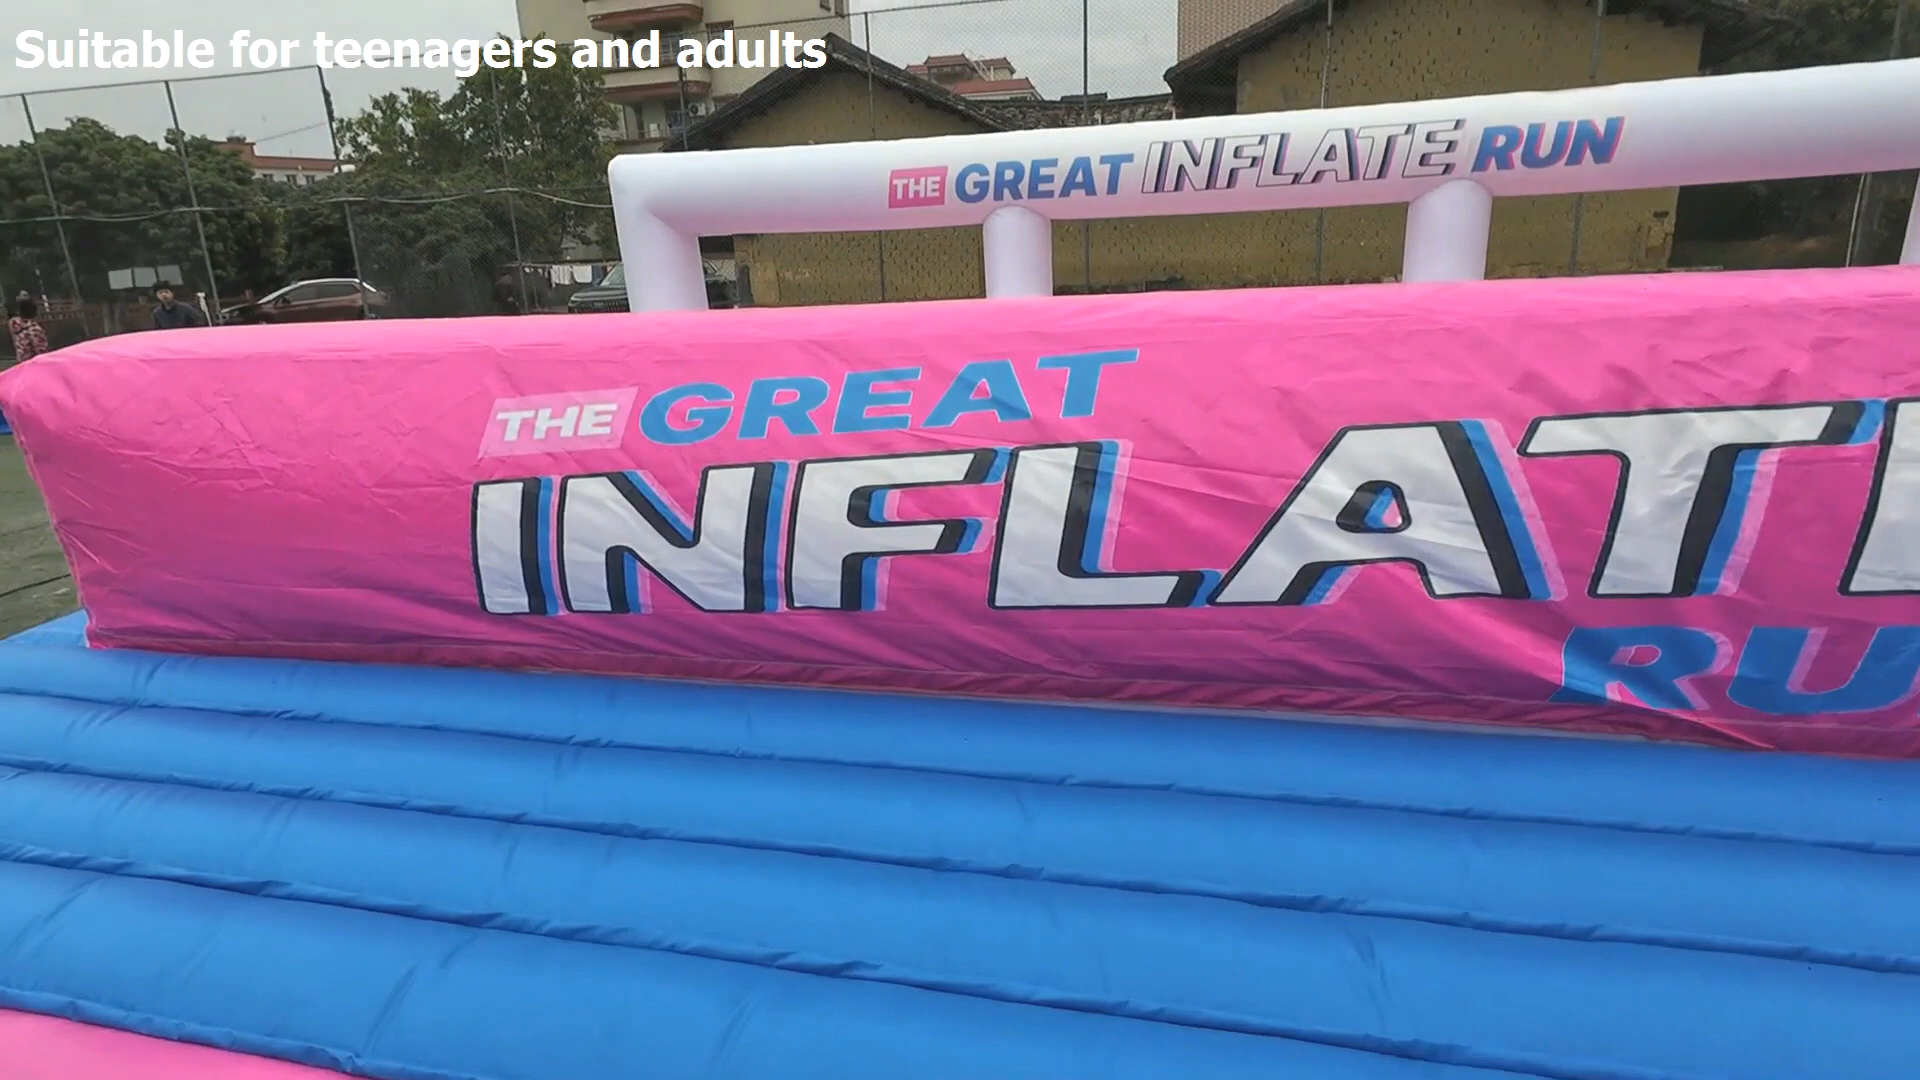 Suitable for teenagers and adults
THE GREAT INFLATE RUN
THE GREAT
INFLAT
RU